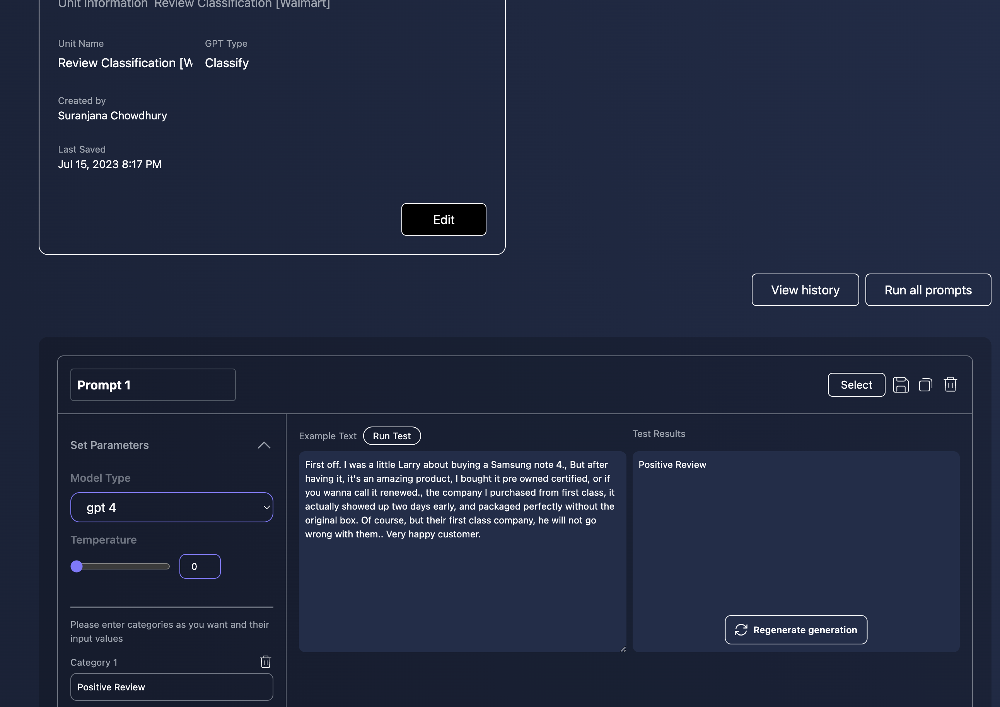 Unit Information Review Classification [Walmart]
Unit Name
GPT Type
Review Classification [W
Classify
Created by
Suranjana Chowdhury
Last Saved
Jul 15, 2023 8:17 PM
Edit
View history
Run all prompts
Prompt 1
Select
Set Parameters
Model Type
gpt 4
Temperature
0
Please enter categories as you want and their
input values
Category 1
Positive Review
Example Text
Run Test
First off. I was a little Larry about buying a Samsung note 4., But after
having it, it's an amazing product, I bought it pre owned certified, or if
you wanna call it renewed., the company I purchased from first class, it
actually showed up two days early, and packaged perfectly without the
original box. Of course, but their first class company, he will not go
wrong with them.. Very happy customer.
Test Results
Positive Review
Regenerate generation